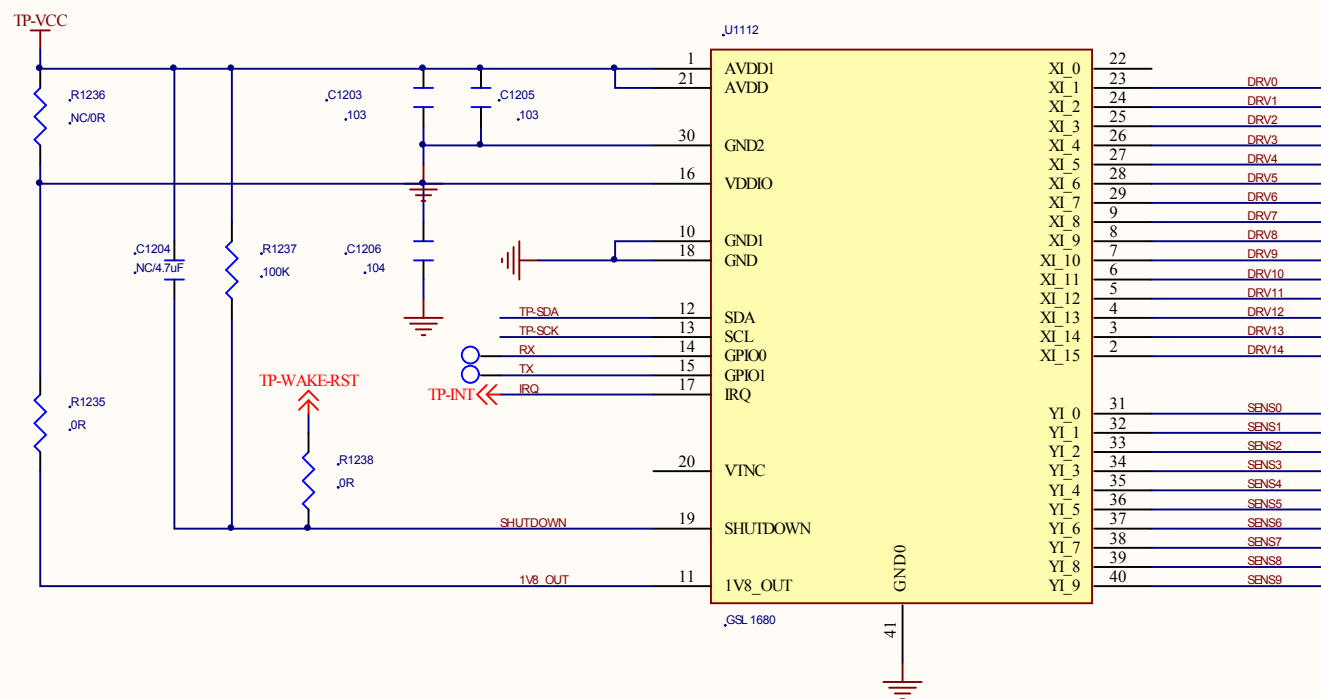 TP-VCC
.U1112
1 AVDD1
21 AVDD
30 GND2
16 VDDIO
10 GND1
18 GND
12 SDA
13 SCL
14 GPIO0
15 GPIO1
17 IRQ
20 VTNC
19 SHUTDOWN
11 1V8_OUT
GND0
41
.GSL 1680
.R1236
.NC/0R
.C1203
.103
.C1205
.103
.C1204
.NC/4.7uF
.R1237
.100K
.C1206
.104
.R1235
.0R
TP-WAKE-RST
.R1238
.0R
TP-SDA
TP-SCK
RX
TX
TP-INT
IRQ
SHUTDOWN
1V8_OUT
XI_0 22
XI_1 23 DRV0
XI_2 24 DRV1
XI_3 25 DRV2
XI_4 26 DRV3
XI_5 27 DRV4
XI_6 28 DRV5
XI_7 29 DRV6
XI_8 9 DRV7
XI_9 8 DRV8
XI_10 7 DRV9
XI_11 6 DRV10
XI_12 5 DRV11
XI_13 4 DRV12
XI_14 3 DRV13
XI_15 2 DRV14
YI_0 31 SENS0
YI_1 32 SENS1
YI_2 33 SENS2
YI_3 34 SENS3
YI_4 35 SENS4
YI_5 36 SENS5
YI_6 37 SENS6
YI_7 38 SENS7
YI_8 39 SENS8
YI_9 40 SENS9